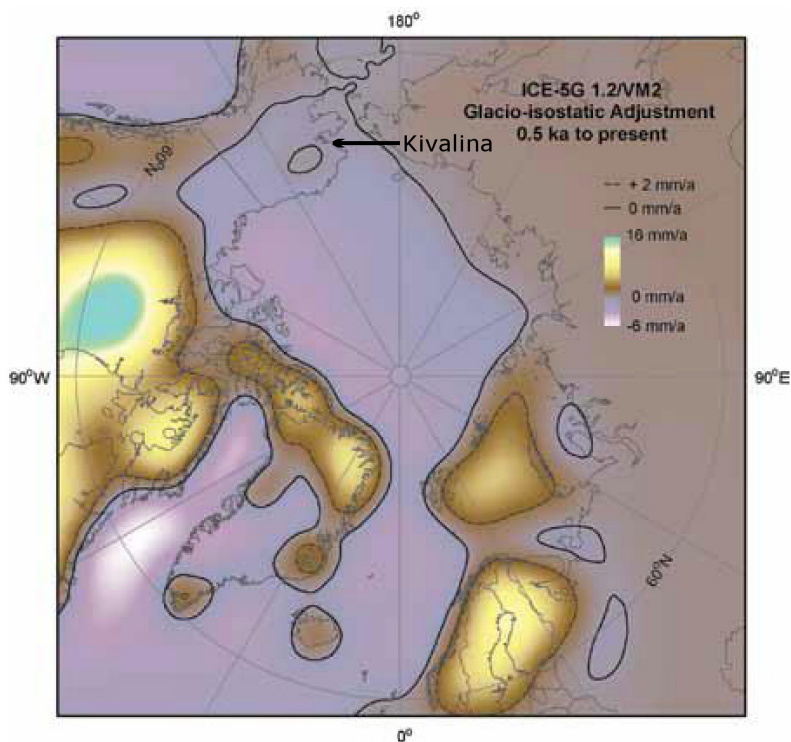 180°
ICE-5G 1.2/VM2
Glacio-isostatic Adjustment
0.5 ka to present
Kivalina
60°N
+ 2 mm/a
0 mm/a
16 mm/a
0 mm/a
-6 mm/a
90°W
90°E
60°N
0°